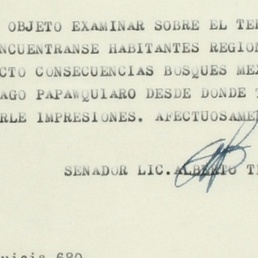 OBJETO EXAMINAR SOBRE EL TE
NCUENTRANSE HABITANTES REGION
CTO CONSECUENCIAS BOSQUES ME
AGO PAPAWQUIARO DESDE DONDE
RLE IMPRESIONES. AFECTUOSAME
SENADOR LIC. ALBERTO T